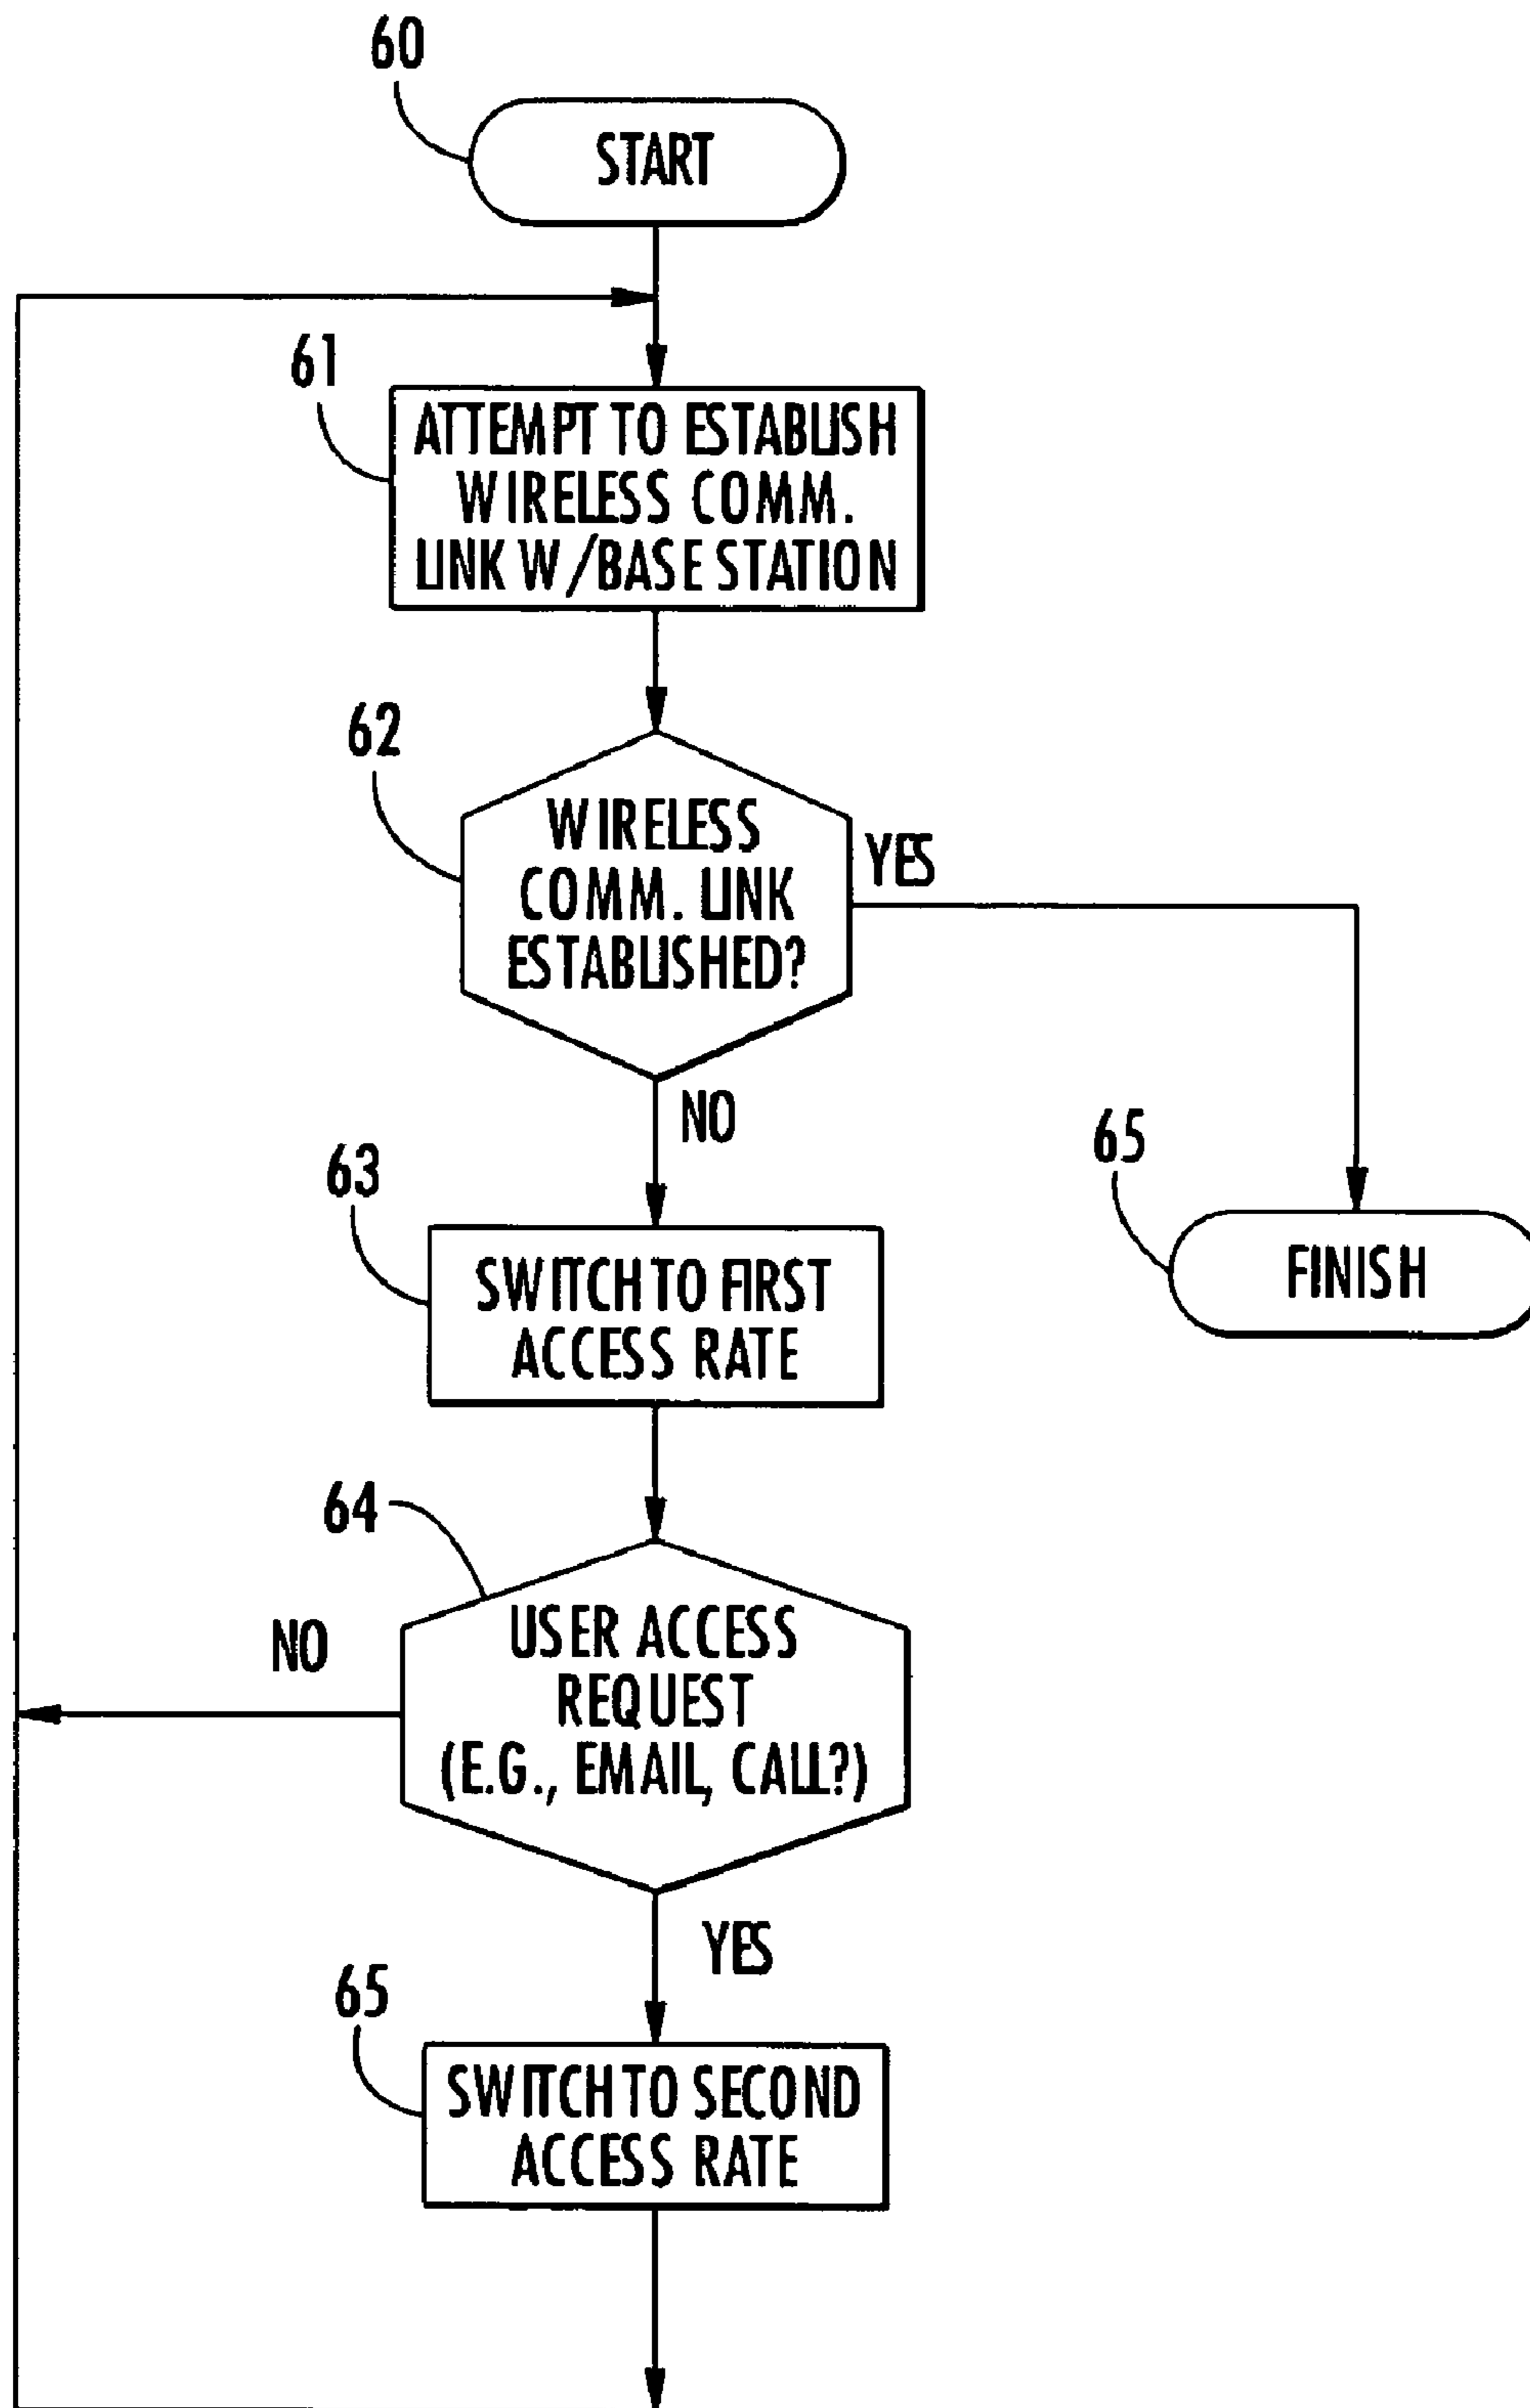 60
START
61
ATTEMPT TO ESTABLISH
WIRELESS COMM.
LINK W/BASE STATION
62
WIRELESS
COMM. LINK
ESTABLISHED?
YES
NO
63
SWITCH TO FIRST
ACCESS RATE
65
FINISH
64
USER ACCESS
REQUEST
(E.G., EMAIL, CALL?)
NO
YES
65
SWITCH TO SECOND
ACCESS RATE